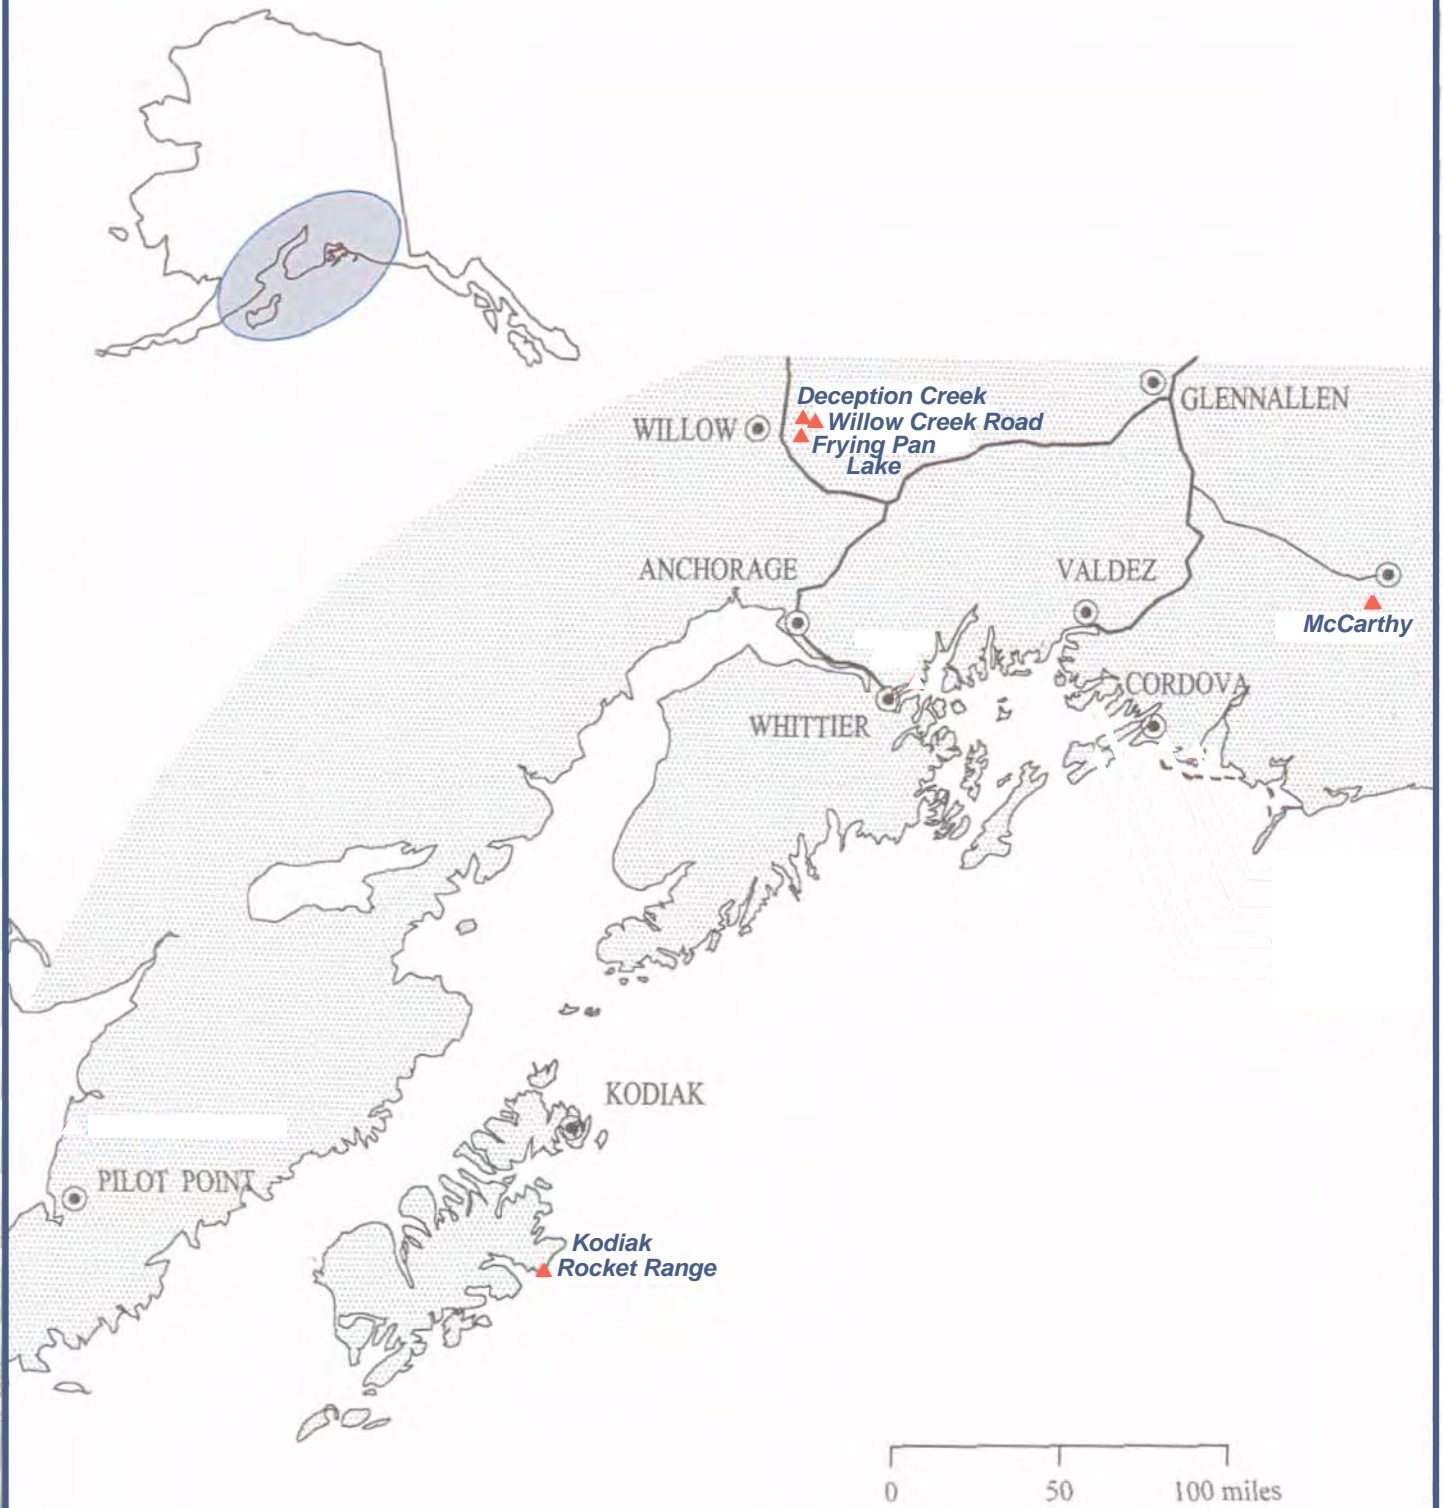 Deception Creek
GLENNALLEN
WILLOW
Willow Creek Road
Frying Pan
Lake
ANCHORAGE
VALDEZ
McCarthy
CORDOVA
WHITTIER
KODIAK
PILOT POINT
Kodiak
Rocket Range
0 50 100 miles